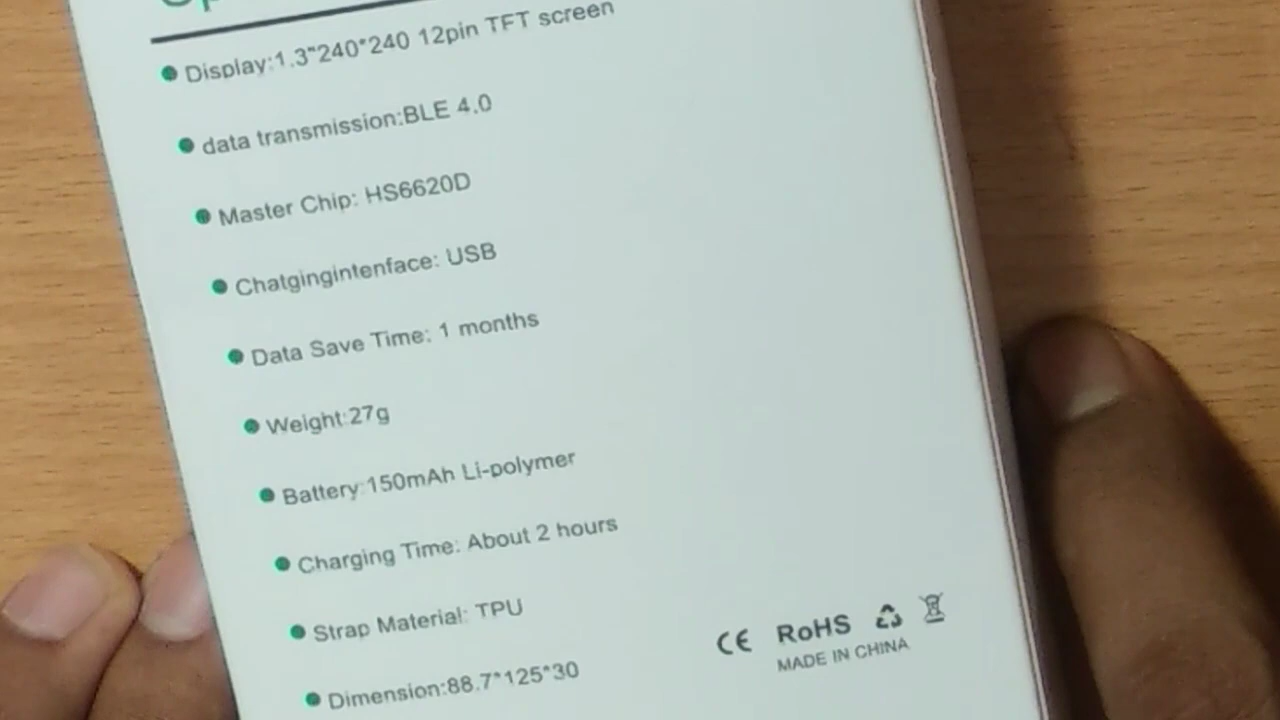 Display:1.3"240*240 12pin TFT screen
data transmission:BLE 4.0
Master Chip: HS6620D
Chatgingintenface: USB
Data Save Time: 1 months
Weight:27g
Battery:150mAh Li-polymer
Charging Time: About 2 hours
Strap Material: TPU
Dimension:88.7*125*30
CE RoHS
MADE IN CHINA